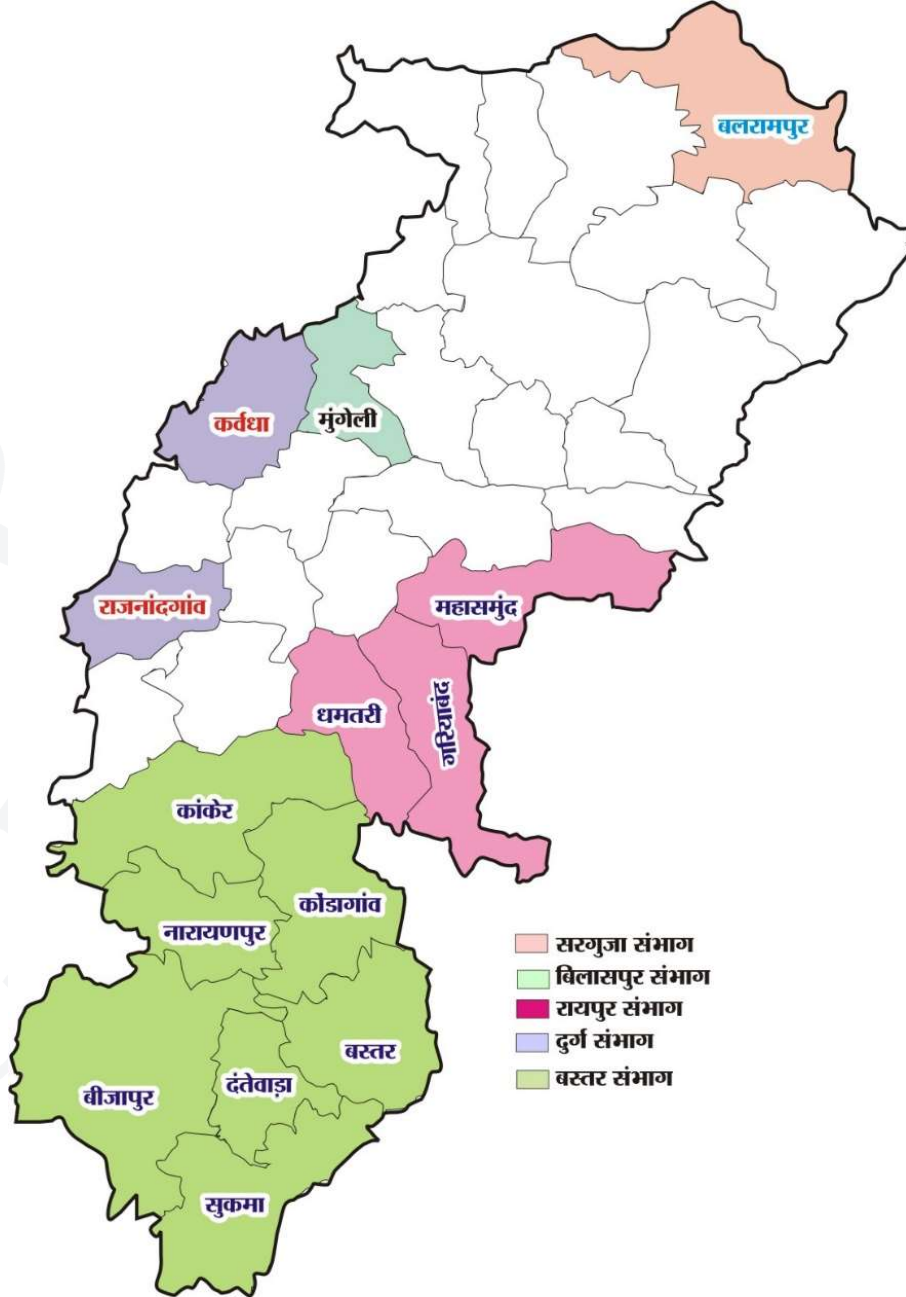 बलरामपुर
कर्वधा
मुंगेली
राजनांदगांव
महासमुंद
धमतरी
गरियाबंद
कांकेर
कोंडागांव
नारायणपुर
सरगुजा संभाग
बिलासपुर संभाग
रायपुर संभाग
दुर्ग संभाग
बस्तर संभाग
बस्तर
दंतेवाड़ा
बीजापुर
सुकमा